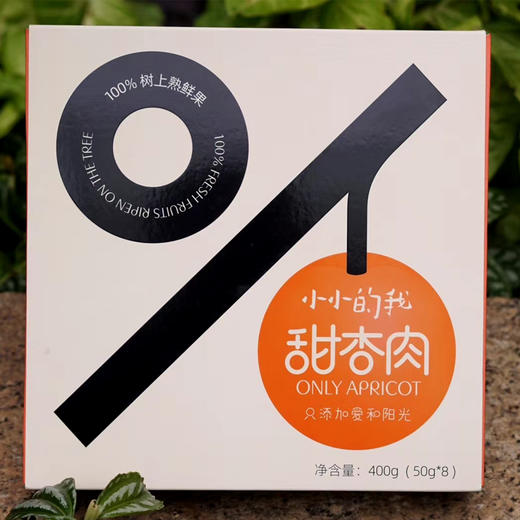 100% 树上熟鲜果
100% FRESH FRUITS RIPEN ON THE TREE
小小的我
甜杏肉
ONLY APRICOT
只添加爱和阳光
净含量：400g（50g*8）